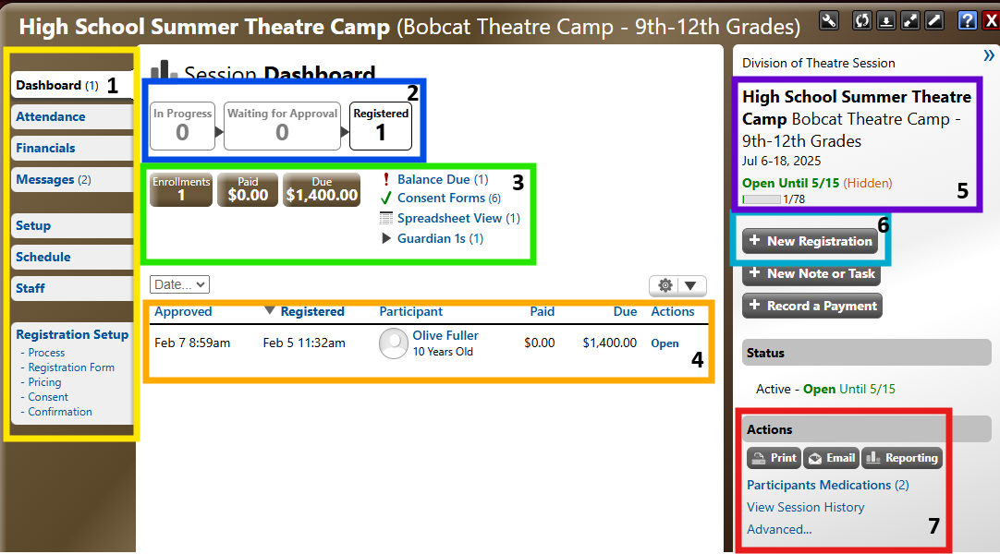 High School Summer Theatre Camp (Bobcat Theatre Camp - 9th-12th Grades)
?
X
Dashboard (1)
1
Attendance
Financials
Messages (2)
Setup
Schedule
Staff
Registration Setup
- Process
- Registration Form
- Pricing
- Consent
- Confirmation
Session Dashboard
2
In Progress
0
Waiting for Approval
0
Registered
1
Enrollments
1
Paid
$0.00
Due
$1,400.00
! Balance Due (1)
✓ Consent Forms (6)
Spreadsheet View (1)
Guardian 1s (1)
3
Date...
Approved Registered Participant Paid Due Actions
Feb 7 8:59am Feb 5 11:32am Olive Fuller $0.00 $1,400.00 Open
10 Years Old
4
»
Division of Theatre Session
High School Summer Theatre
Camp Bobcat Theatre Camp -
9th-12th Grades
Jul 6-18, 2025
Open Until 5/15 (Hidden)
1/78
5
+ New Registration
6
+ New Note or Task
+ Record a Payment
Status
Active - Open Until 5/15
Actions
Print Email Reporting
Participants Medications (2)
View Session History
Advanced...
7